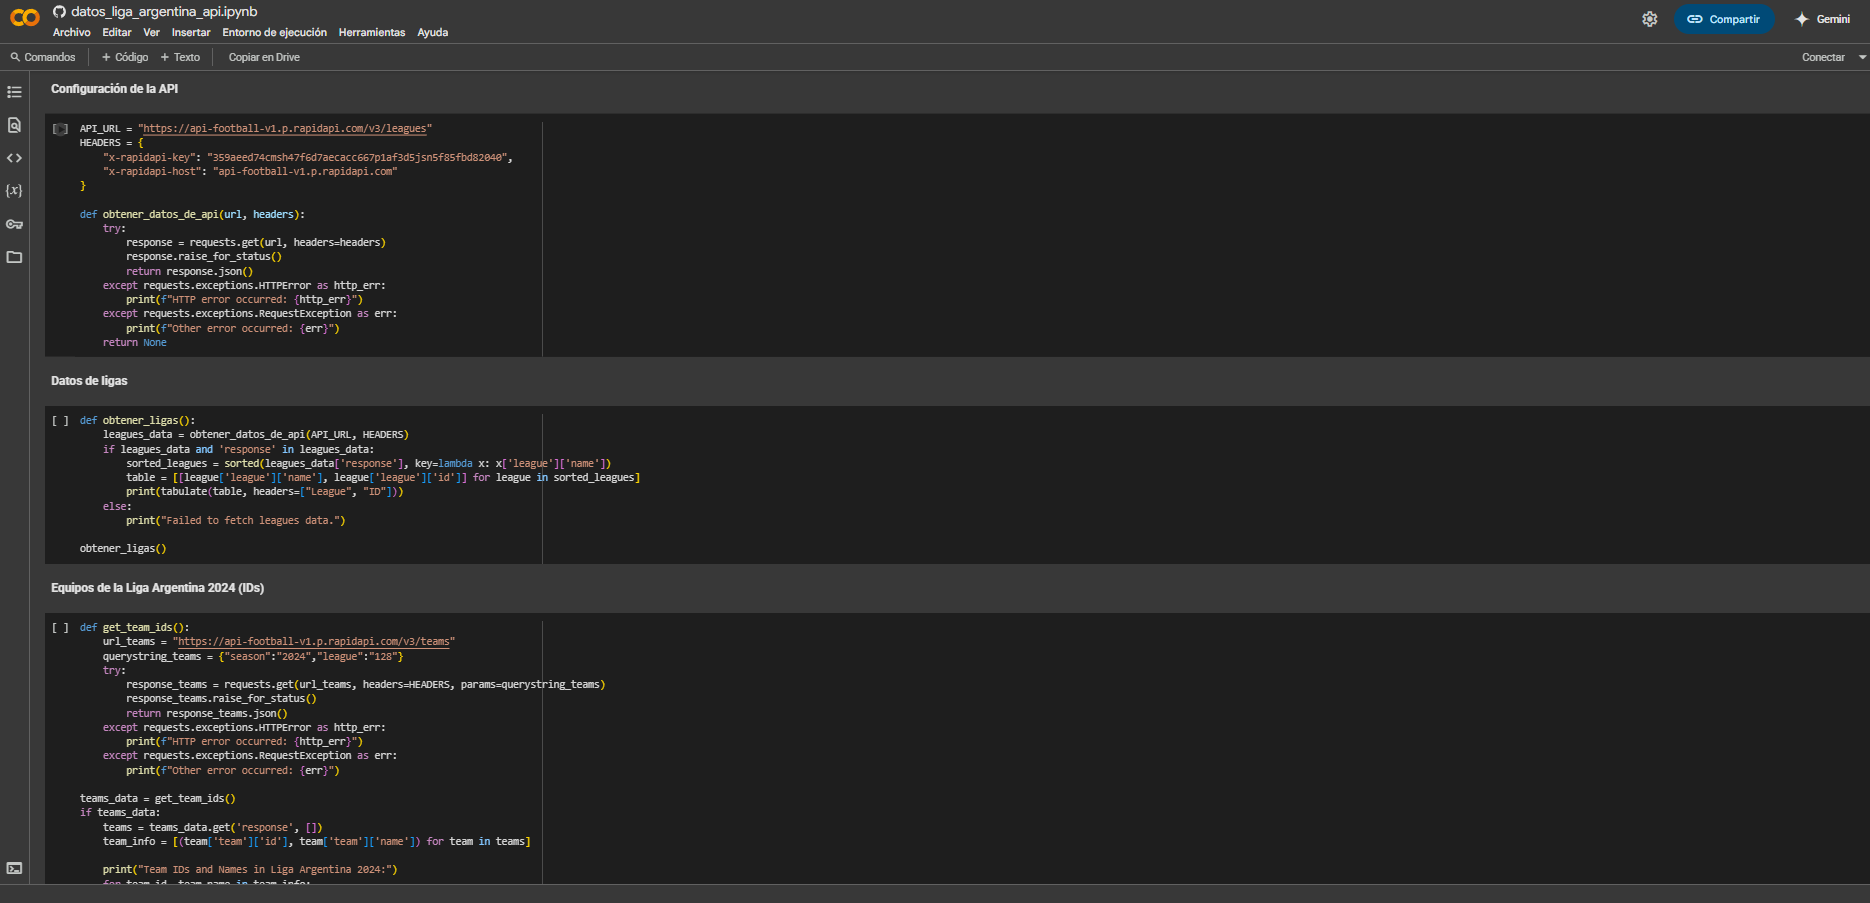 datos_liga_argentina_api.ipynb
Archivo Editar Ver Insertar Entorno de ejecución Herramientas Ayuda
Compartir
Gemini
Comandos + Código + Texto Copiar en Drive
Conectar
Configuración de la API
API_URL = "https://api-football-v1.p.rapidapi.com/v3/leagues"
HEADERS = {
    "x-rapidapi-key": "359aeed74cmsh47f6d7aecacc667p1af3d5jsn5f85fbd82040",
    "x-rapidapi-host": "api-football-v1.p.rapidapi.com"
}
def obtener_datos_de_api(url, headers):
    try:
        response = requests.get(url, headers=headers)
        response.raise_for_status()
        return response.json()
    except requests.exceptions.HTTPError as http_err:
        print(f"HTTP error occurred: {http_err}")
    except requests.exceptions.RequestException as err:
        print(f"Other error occurred: {err}")
    return None
Datos de ligas
[ ] def obtener_ligas():
    leagues_data = obtener_datos_de_api(API_URL, HEADERS)
    if leagues_data and 'response' in leagues_data:
        sorted_leagues = sorted(leagues_data['response'], key=lambda x: x['league']['name'])
        table = [[league['league']['name'], league['league']['id']] for league in sorted_leagues]
        print(tabulate(table, headers=["League", "ID"]))
    else:
        print("Failed to fetch leagues data.")
obtener_ligas()
Equipos de la Liga Argentina 2024 (IDs)
[ ] def get_team_ids():
    url_teams = "https://api-football-v1.p.rapidapi.com/v3/teams"
    querystring_teams = {"season":"2024","league":"128"}
    try:
        response_teams = requests.get(url_teams, headers=HEADERS, params=querystring_teams)
        response_teams.raise_for_status()
        return response_teams.json()
    except requests.exceptions.HTTPError as http_err:
        print(f"HTTP error occurred: {http_err}")
    except requests.exceptions.RequestException as err:
        print(f"Other error occurred: {err}")
teams_data = get_team_ids()
if teams_data:
    teams = teams_data.get('response', [])
    team_info = [(team['team']['id'], team['team']['name']) for team in teams]
    print("Team IDs and Names in Liga Argentina 2024:")
    for team_id, team_name in team_info: